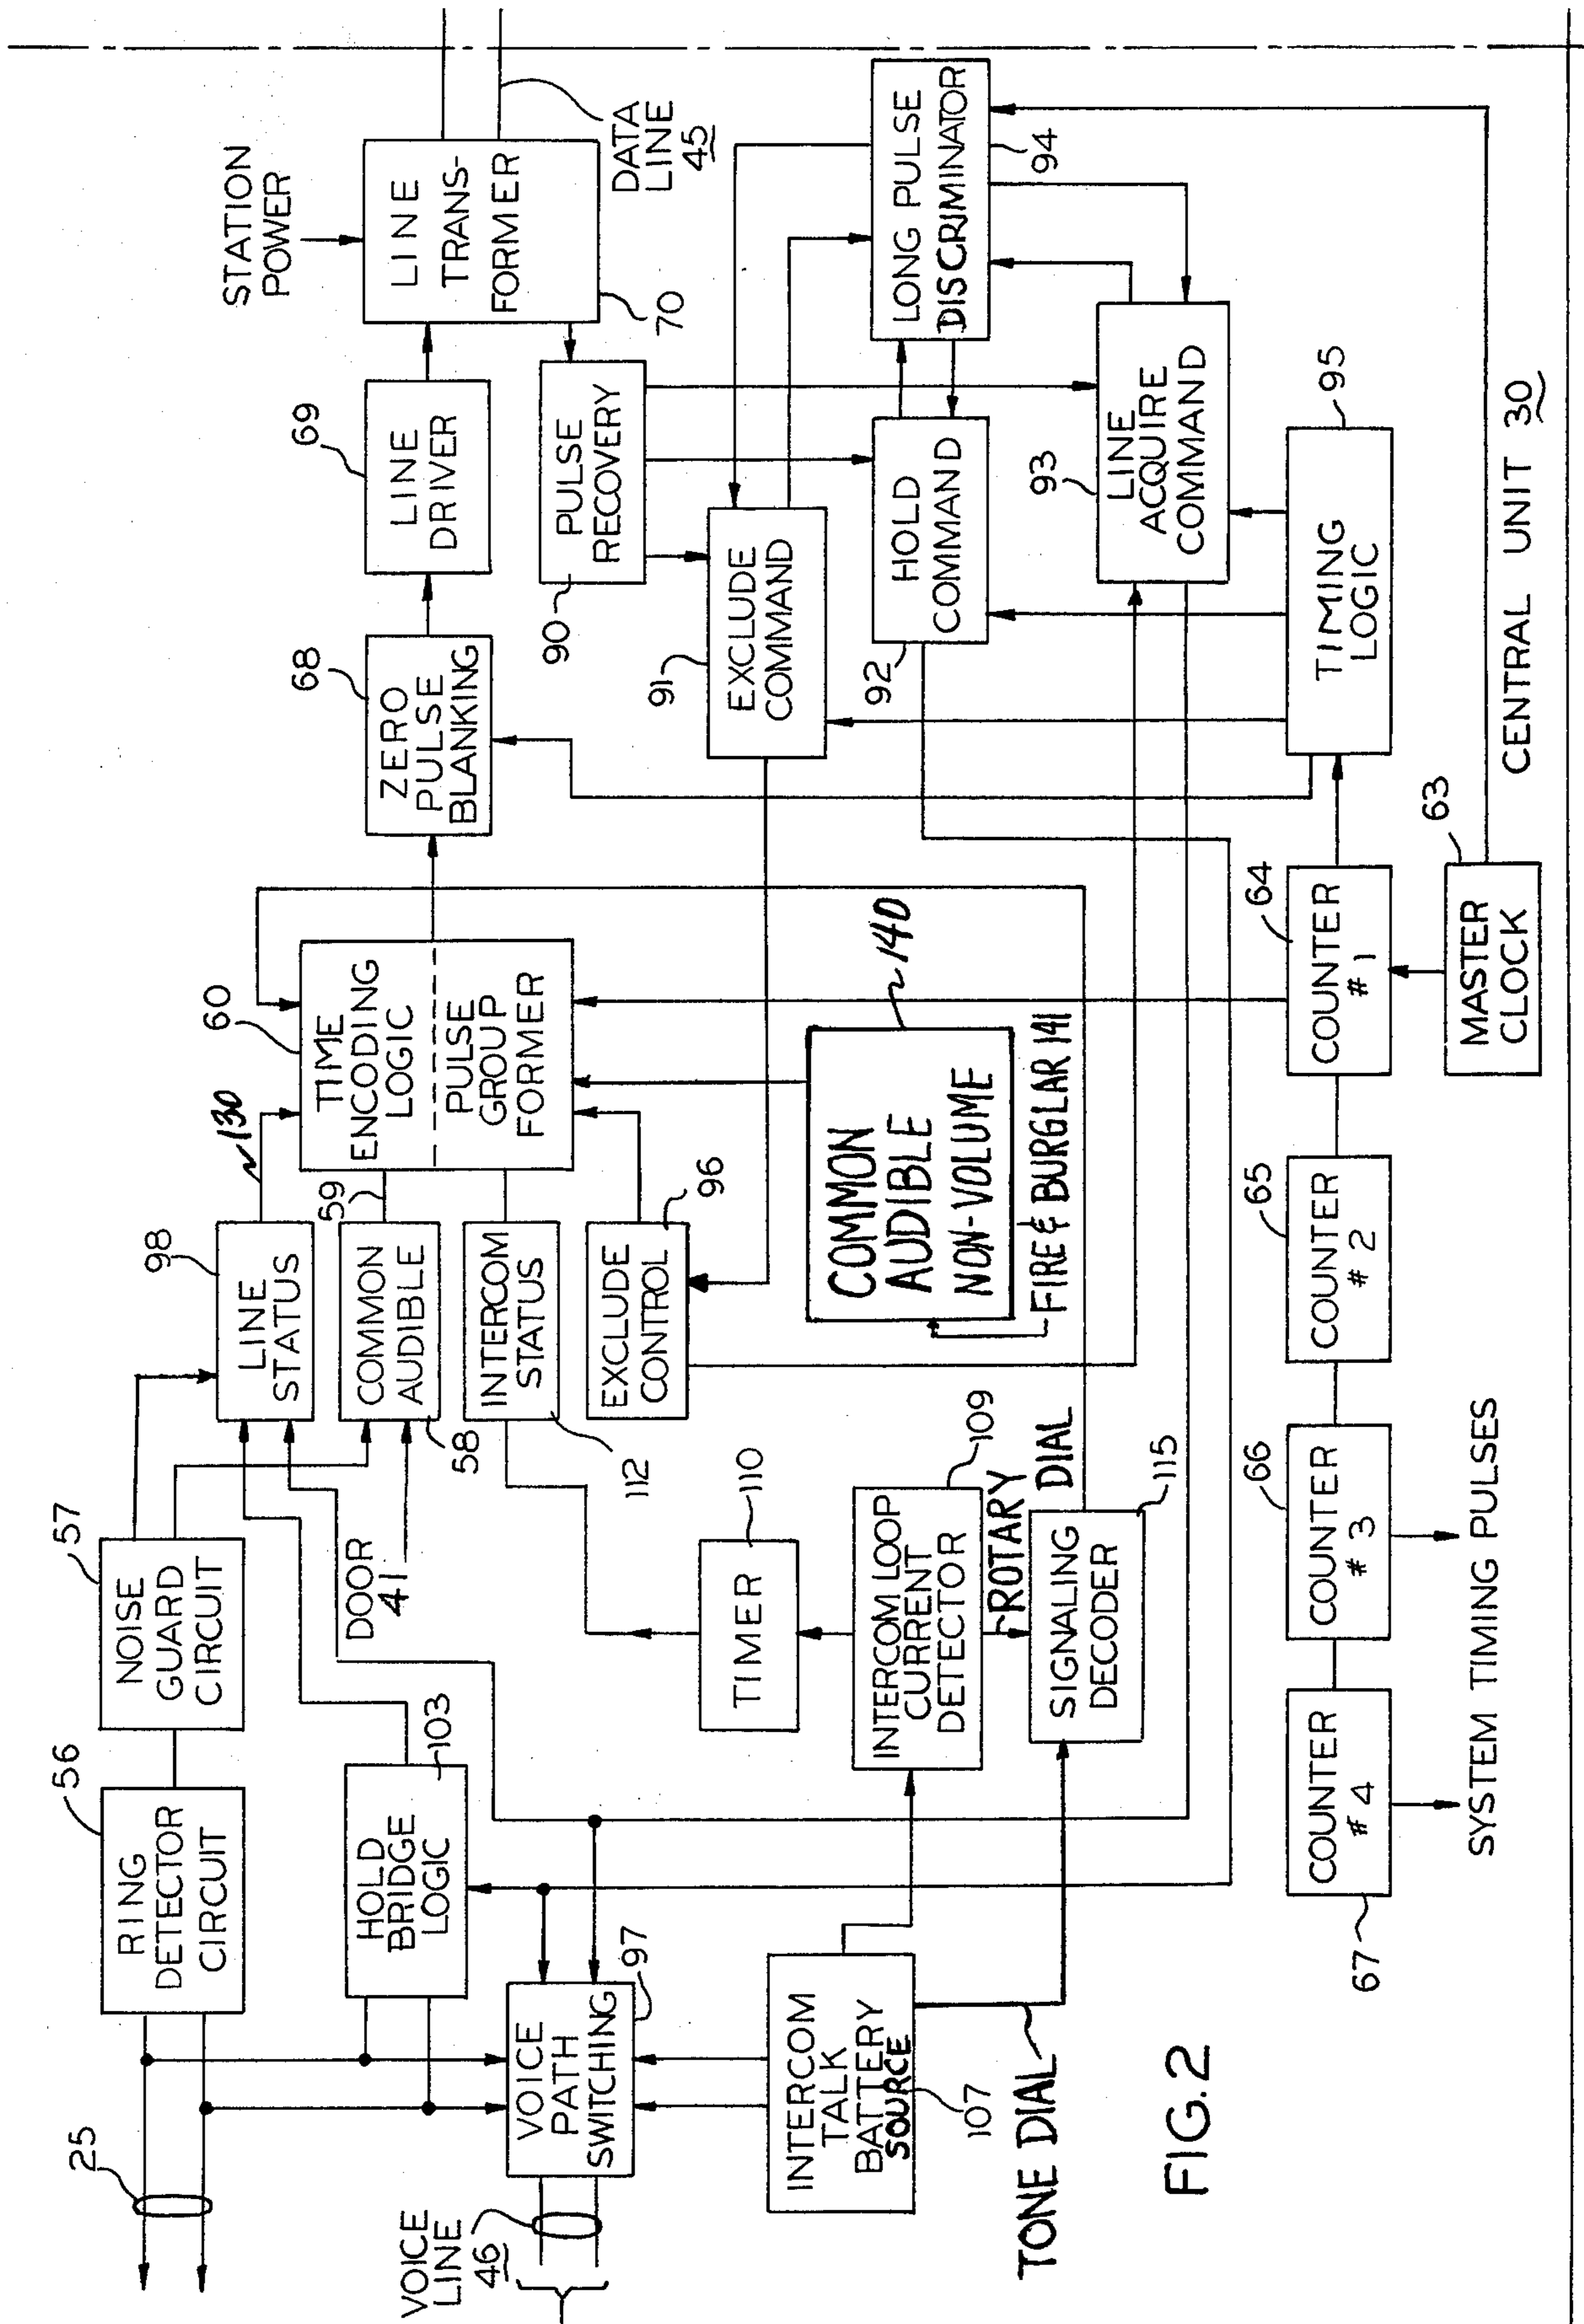 25
RING
DETECTOR
CIRCUIT
56
NOISE
GUARD
CIRCUIT
57
LINE
STATUS
98
130
TIME
ENCODING
LOGIC
PULSE
GROUP
FORMER
60
ZERO
PULSE
BLANKING
68
LINE
DRIVER
69
STATION
POWER
LINE
TRANS-
FORMER
70
DATA
LINE
45
VOICE
LINE
46
HOLD
BRIDGE
LOGIC
103
DOOR
41
COMMON
AUDIBLE
58
59
INTERCOM
STATUS
112
EXCLUDE
CONTROL
96
PULSE
RECOVERY
90
EXCLUDE
COMMAND
91
HOLD
COMMAND
92
LONG PULSE
DISCRIMINATOR
94
LINE
ACQUIRE
COMMAND
93
VOICE
PATH
SWITCHING
97
TIMER
110
INTERCOM LOOP
CURRENT
DETECTOR
109
COMMON
AUDIBLE
NON-VOLUME
140
FIRE & BURGLAR 141
INTERCOM
TALK
BATTERY
SOURCE
107
ROTARY
DIAL
SIGNALING
DECODER
115
TONE DIAL
COUNTER
#4
67
COUNTER
#3
66
COUNTER
#2
65
COUNTER
#1
64
TIMING
LOGIC
95
SYSTEM TIMING PULSES
MASTER
CLOCK
63
CENTRAL UNIT 30
FIG.2